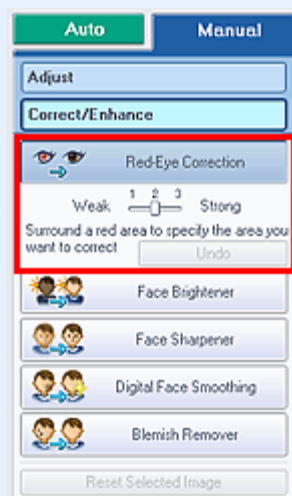 Auto Manual
Adjust
Correct/Enhance
Red-Eye Correction
1 2 3
Weak Strong
Surround a red area to specify the area you
want to correct Undo
Face Brightener
Face Sharpener
Digital Face Smoothing
Blemish Remover
Reset Selected Image